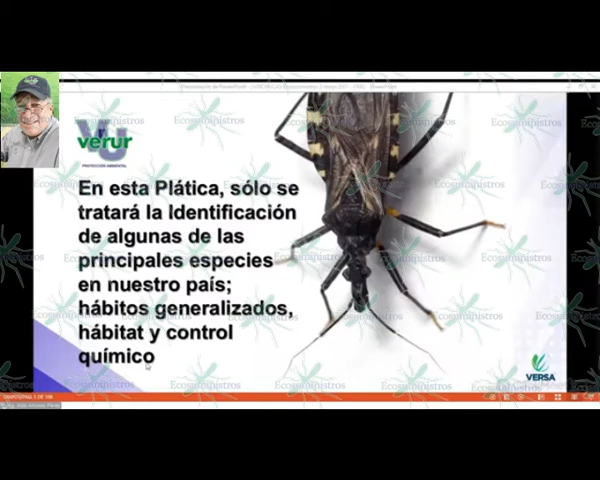 verur
PROTECCIÓN AMBIENTAL
En esta Plática, sólo se
tratará la Identificación
de algunas de las
principales especies
en nuestro país;
hábitos generalizados,
hábitat y control
químico
VERSA
Ecosuministros